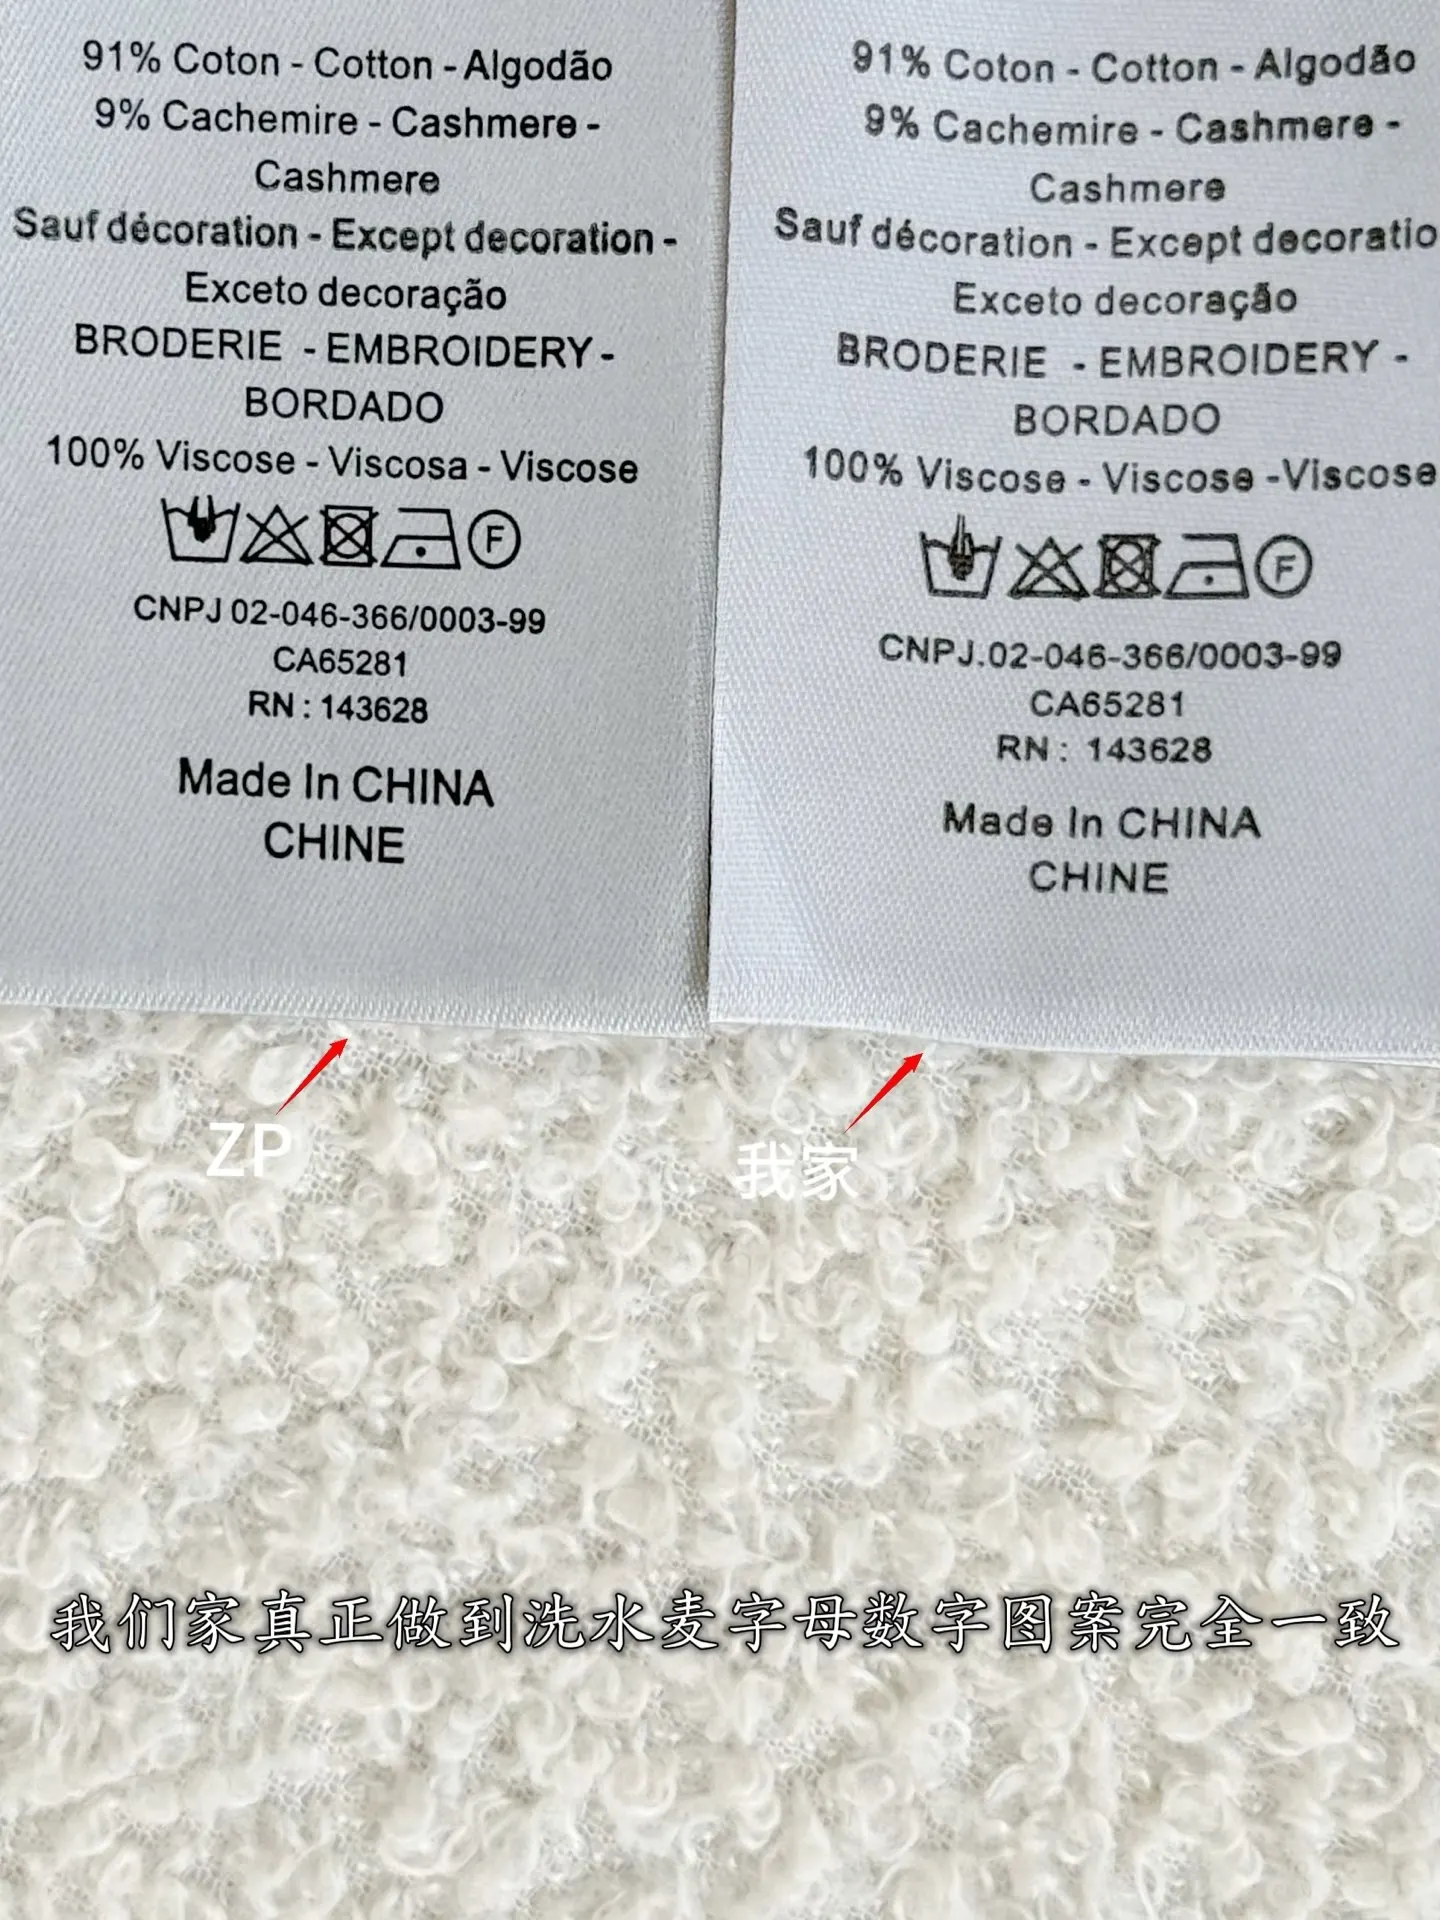 91% Coton - Cotton - Algodão
9% Cachemire - Cashmere -
Cashmere
Sauf décoration - Except decoration -
Exceto decoração
BRODERIE - EMBROIDERY -
BORDADO
100% Viscose - Viscosa - Viscose
F
CNPJ 02-046-366/0003-99
CA65281
RN : 143628
Made In CHINA
CHINE
91% Coton - Cotton - Algodão
9% Cachemire - Cashmere -
Cashmere
Sauf décoration - Except decoratio
Exceto decoração
BRODERIE - EMBROIDERY -
BORDADO
100% Viscose - Viscose -Viscose
F
CNPJ.02-046-366/0003-99
CA65281
RN : 143628
Made In CHINA
CHINE
ZP
我家
我们家真正做到洗水麦字母数字图案完全一致